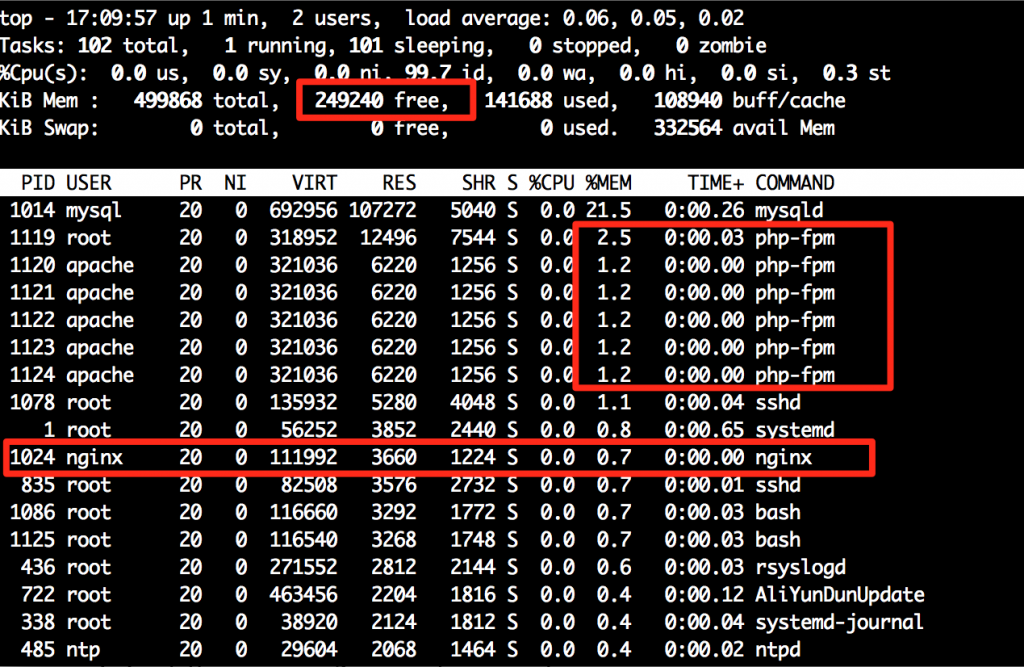 top - 17:09:57 up 1 min,  2 users,  load average: 0.06, 0.05, 0.02
Tasks: 102 total,   1 running, 101 sleeping,   0 stopped,   0 zombie
%Cpu(s):  0.0 us,  0.0 sy,  0.0 ni, 99.7 id,  0.0 wa,  0.0 hi,  0.0 si,  0.3 st
KiB Mem :   499868 total,   249240 free,   141688 used,   108940 buff/cache
KiB Swap:        0 total,        0 free,        0 used.   332564 avail Mem
PID USER      PR  NI    VIRT    RES    SHR S %CPU %MEM     TIME+ COMMAND
1014 mysql     20   0  692956 107272   5040 S  0.0 21.5   0:00.26 mysqld
1119 root      20   0  318952  12496   7544 S  0.0  2.5   0:00.03 php-fpm
1120 apache    20   0  321036   6220   1256 S  0.0  1.2   0:00.00 php-fpm
1121 apache    20   0  321036   6220   1256 S  0.0  1.2   0:00.00 php-fpm
1122 apache    20   0  321036   6220   1256 S  0.0  1.2   0:00.00 php-fpm
1123 apache    20   0  321036   6220   1256 S  0.0  1.2   0:00.00 php-fpm
1124 apache    20   0  321036   6220   1256 S  0.0  1.2   0:00.00 php-fpm
1078 root      20   0  135932   5280   4048 S  0.0  1.1   0:00.04 sshd
1 root      20   0   56252   3852   2440 S  0.0  0.8   0:00.65 systemd
1024 nginx     20   0  111992   3660   1224 S  0.0  0.7   0:00.00 nginx
835 root      20   0   82508   3576   2732 S  0.0  0.7   0:00.01 sshd
1086 root      20   0  116660   3292   1772 S  0.0  0.7   0:00.03 bash
1125 root      20   0  116540   3268   1748 S  0.0  0.7   0:00.03 bash
436 root      20   0  271552   2812   2144 S  0.0  0.6   0:00.03 rsyslogd
722 root      20   0  463456   2204   1816 S  0.0  0.4   0:00.12 AliYunDunUpdate
338 root      20   0   38920   2124   1812 S  0.0  0.4   0:00.04 systemd-journal
485 ntp       20   0   29604   2068   1464 S  0.0  0.4   0:00.02 ntpd